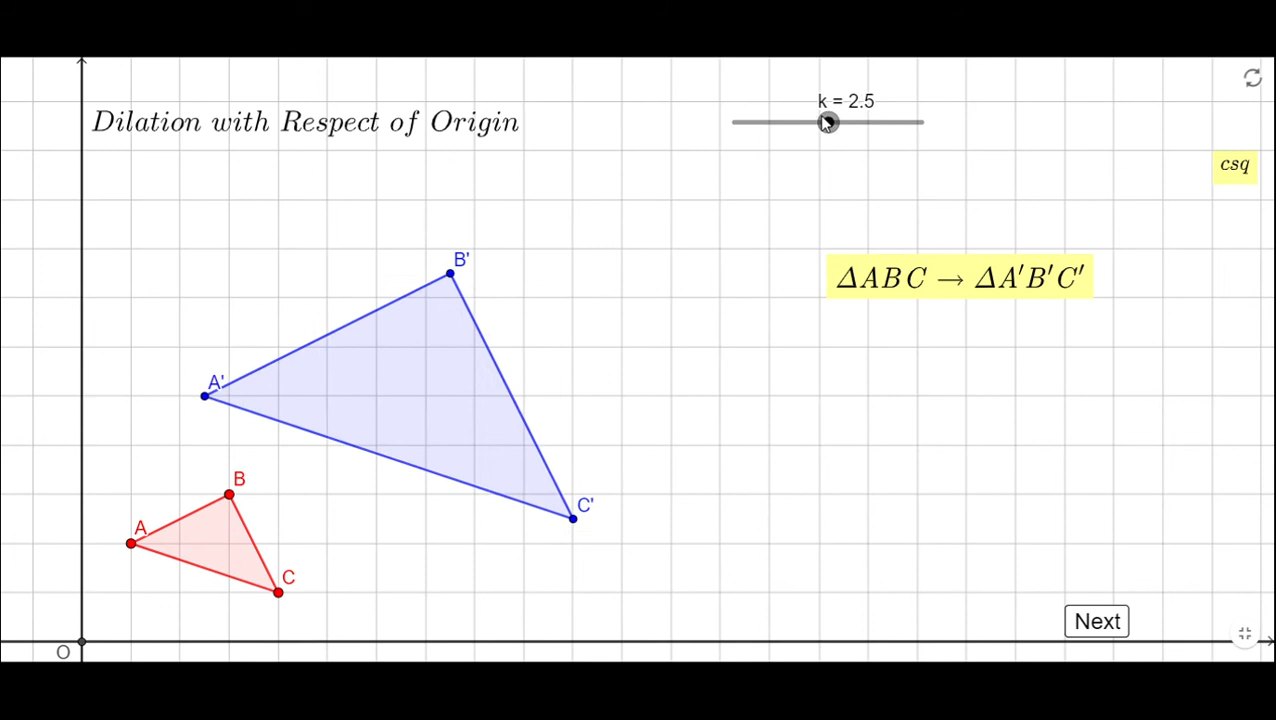 k = 2.5
Dilation with Respect of Origin
csq
B'
ΔABC → ΔA′B′C′
A'
B
C'
A
C
Next
O